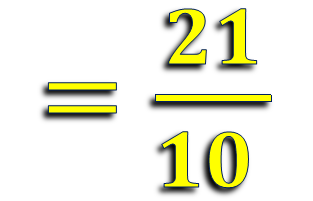 = 21/10